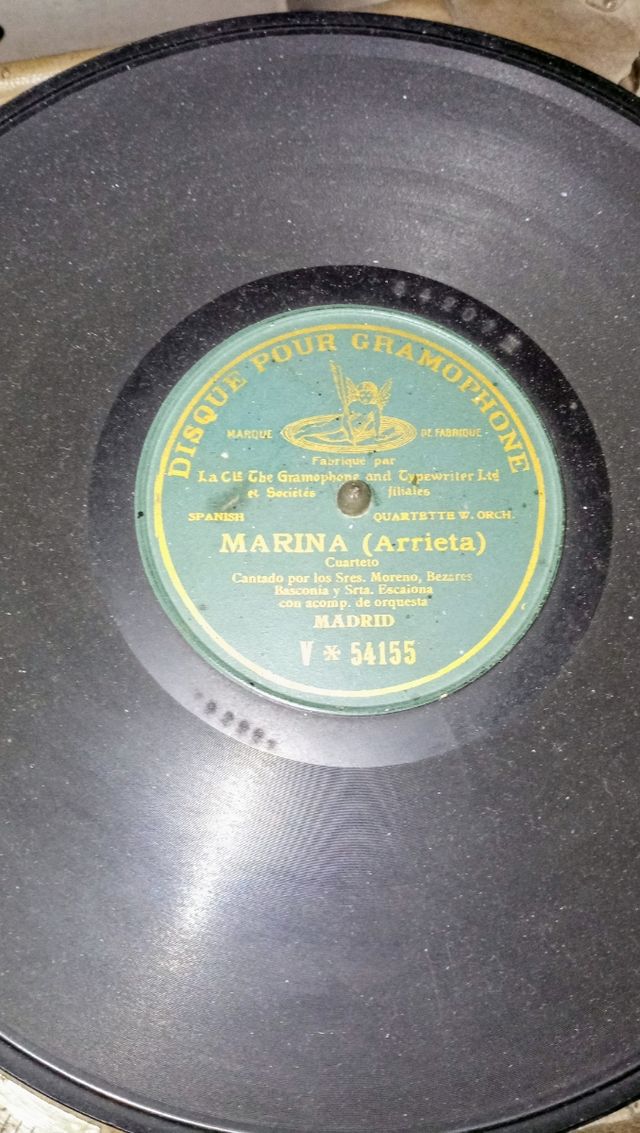 DISQUE POUR GRAMOPHONE
MARQUE DE FABRIQUE
Fabriqué par
La Cie The Gramophone and Typewriter Ltd
et Sociétés filiales
SPANISH QUARTETTE W. ORCH.
MARINA (Arrieta)
Cuarteto
Cantado por los Sres. Moreno, Bezares
Basconia y Srta. Escalona
con acomp. de orquesta
MADRID
V * 54155